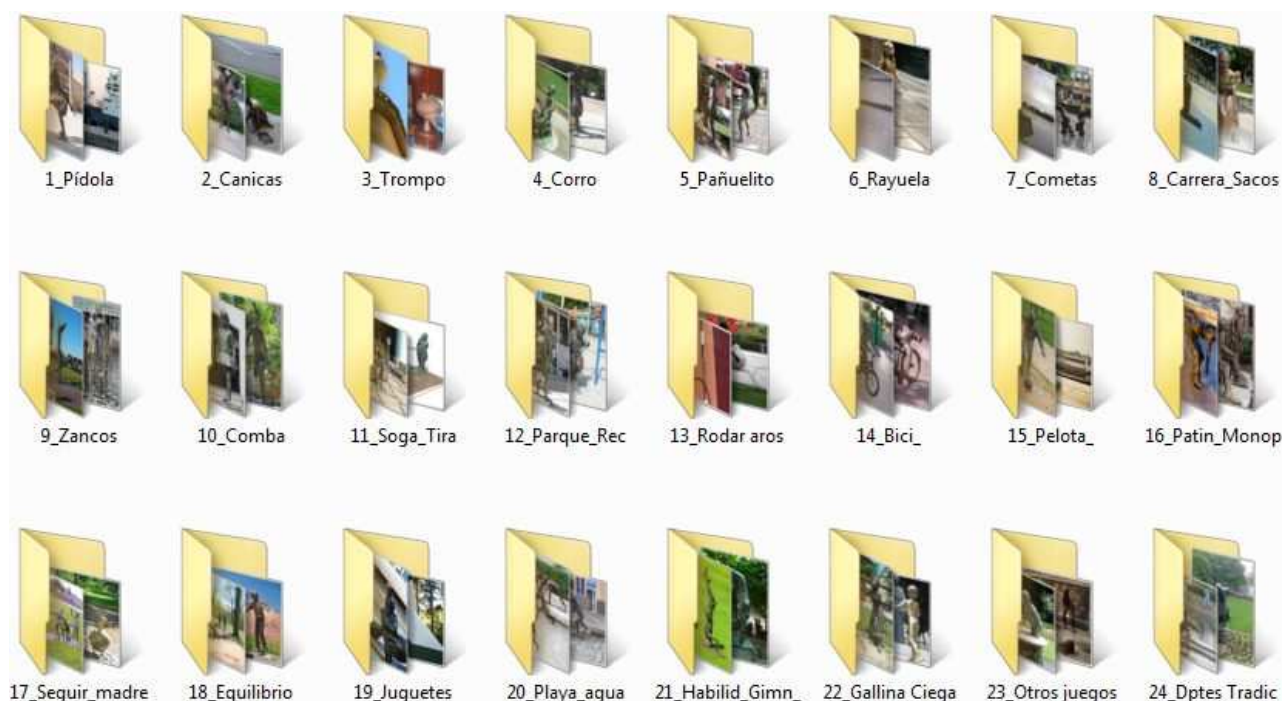 1_Pídola 2_Canicas 3_Trompo 4_Corro 5_Pañuelito 6_Rayuela 7_Cometas 8_Carrera_Sacos
9_Zancos 10_Comba 11_Soga_Tira 12_Parque_Rec 13_Rodar aros 14_Bici_ 15_Pelota_ 16_Patin_Monop
17_Seguir_madre 18_Equilibrio 19_Juguetes 20_Playa_agua 21_Habilid_Gimn_ 22_Gallina Ciega 23_Otros juegos 24_Dptes Tradic